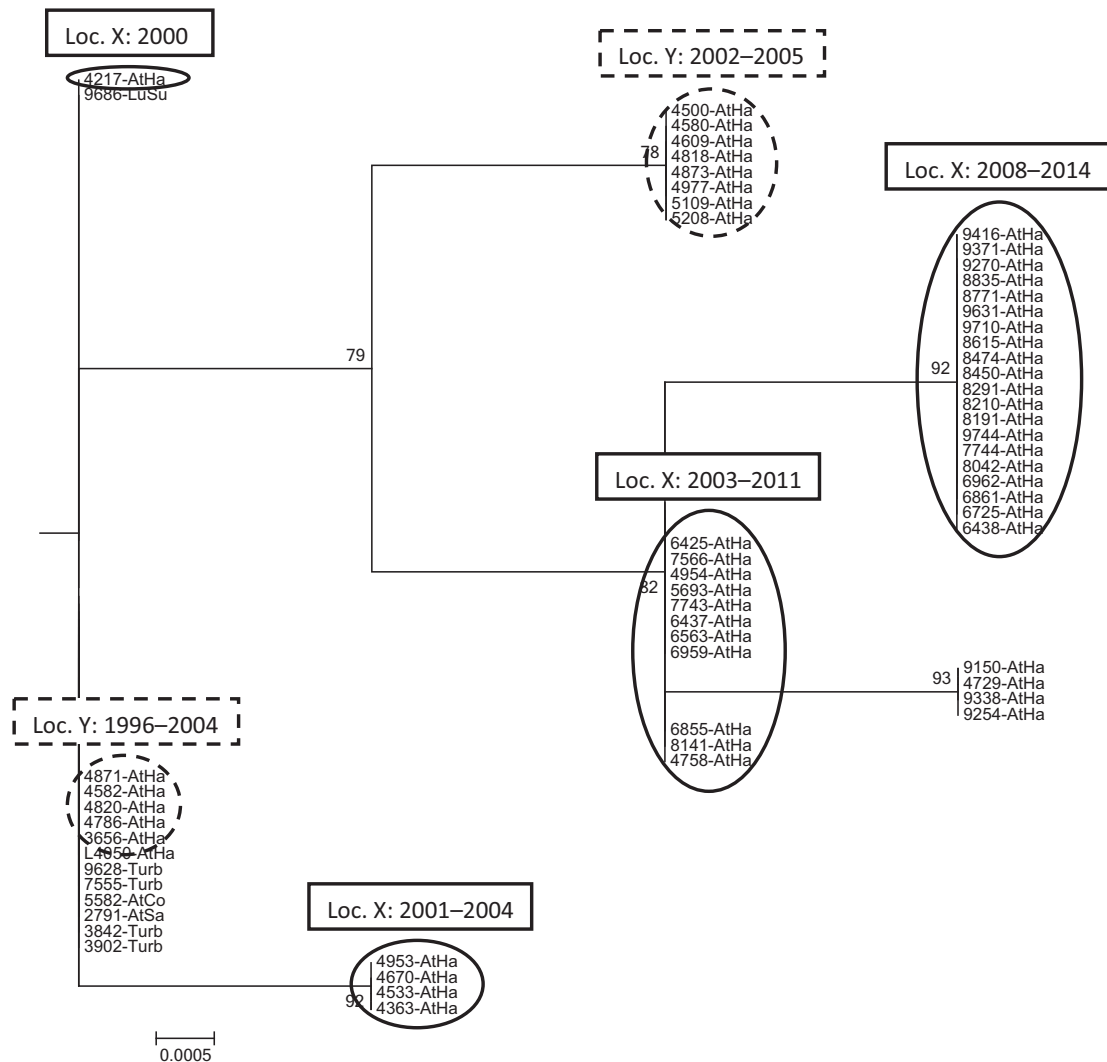 Loc. X: 2000
4217-AtHa
9686-LuSu
Loc. Y: 2002–2005
4500-AtHa
4580-AtHa
4609-AtHa
4818-AtHa
4873-AtHa
4977-AtHa
5109-AtHa
5208-AtHa
78
Loc. X: 2008–2014
9416-AtHa
9371-AtHa
9270-AtHa
8835-AtHa
8771-AtHa
9631-AtHa
9710-AtHa
8615-AtHa
8474-AtHa
8450-AtHa
8291-AtHa
8210-AtHa
8191-AtHa
9744-AtHa
7744-AtHa
8042-AtHa
6962-AtHa
6861-AtHa
6725-AtHa
6438-AtHa
92
79
Loc. X: 2003–2011
6425-AtHa
7566-AtHa
4954-AtHa
5693-AtHa
7743-AtHa
6437-AtHa
6563-AtHa
6959-AtHa
82
6855-AtHa
8141-AtHa
4758-AtHa
93
9150-AtHa
4729-AtHa
9338-AtHa
9254-AtHa
Loc. Y: 1996–2004
4871-AtHa
4582-AtHa
4820-AtHa
4786-AtHa
3656-AtHa
L4050-AtHa
9628-Turb
7555-Turb
5582-AtCo
2791-AtSa
3842-Turb
3902-Turb
Loc. X: 2001–2004
4953-AtHa
4670-AtHa
4533-AtHa
4363-AtHa
92
0.0005